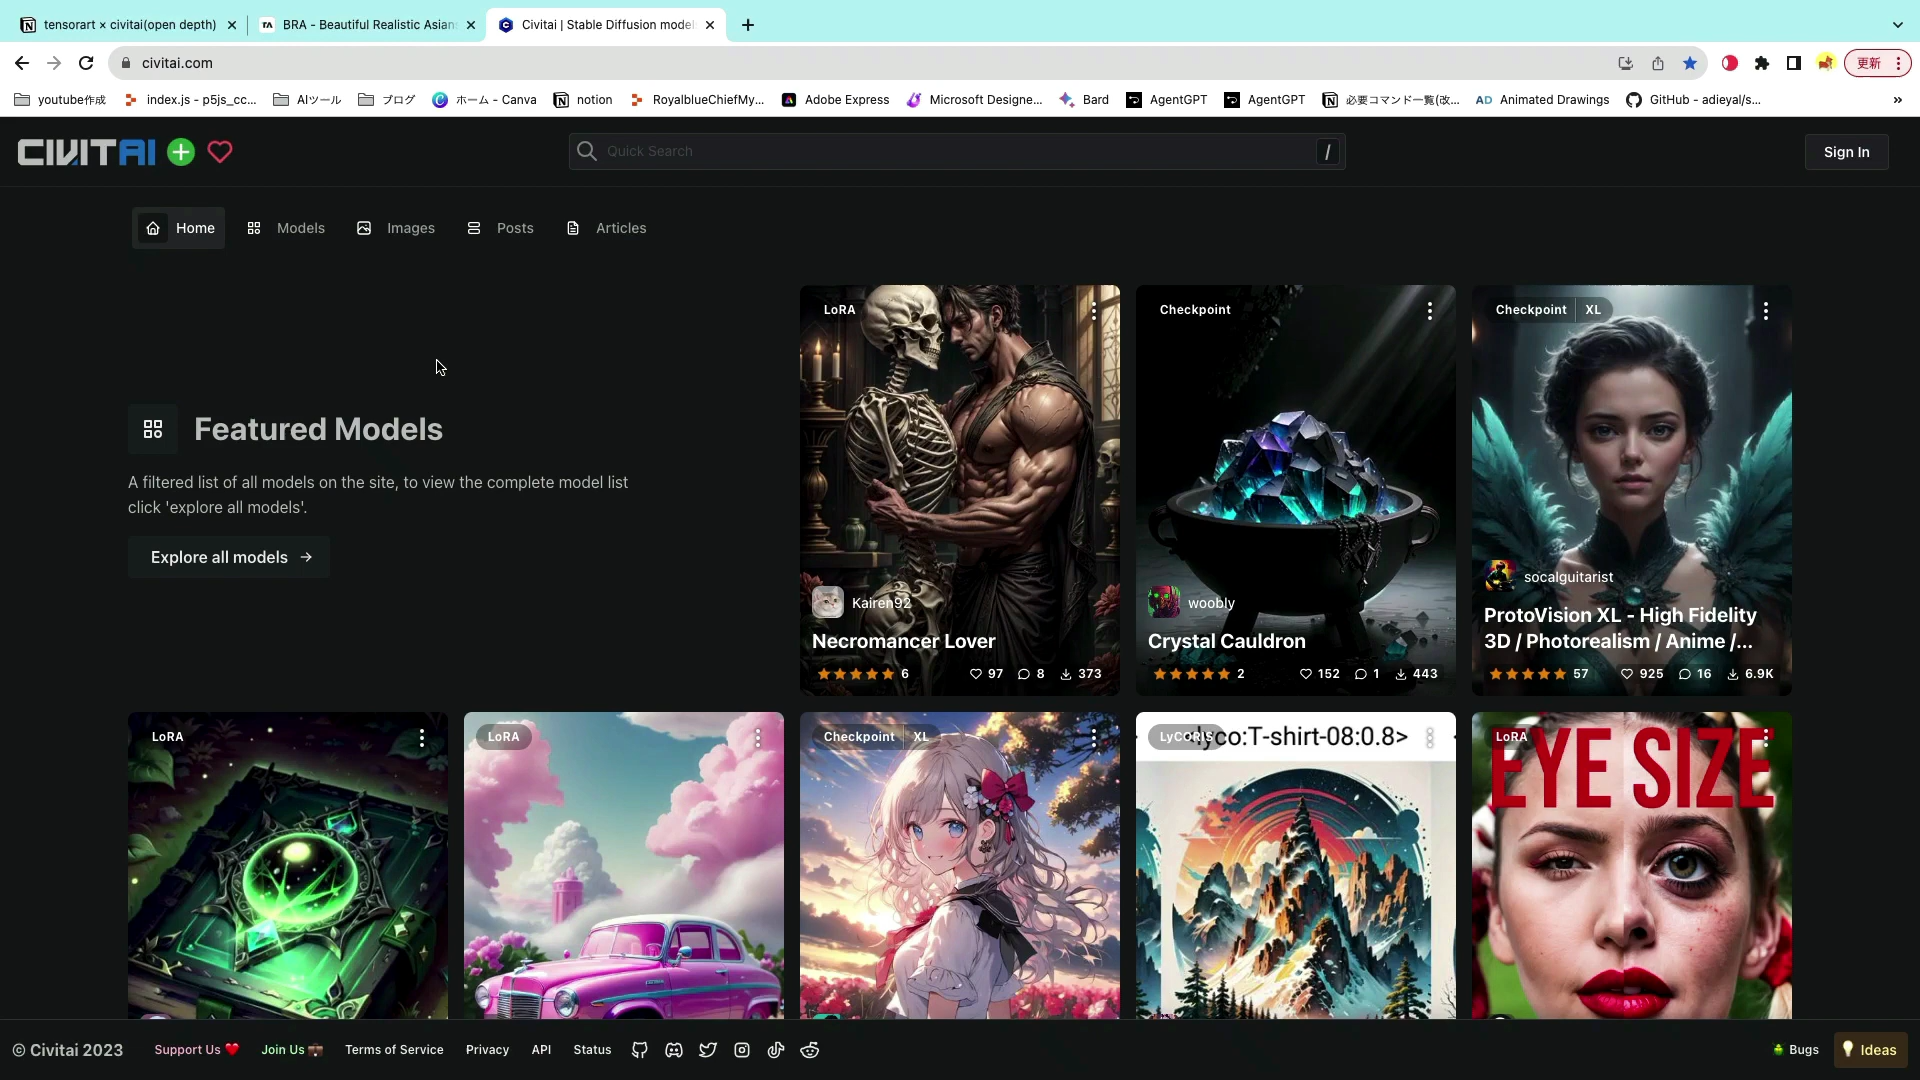 tensorart × civitai(open depth)
BRA - Beautiful Realistic Asian
Civitai | Stable Diffusion model
civitai.com
更新
youtube作成
index.js - p5js_cc...
AIツール
ブログ
ホーム - Canva
notion
RoyalblueChiefMy...
Adobe Express
Microsoft Designe...
Bard
AgentGPT
AgentGPT
必要コマンド一覧(改...
AD Animated Drawings
GitHub - adieyal/s...
»
CIVITAI
Quick Search
/
Sign In
Home
Models
Images
Posts
Articles
Featured Models
A filtered list of all models on the site, to view the complete model list
click 'explore all models'.
Explore all models
LoRA
Kairen92
Necromancer Lover
6 97 8 373
Checkpoint
woobly
Crystal Cauldron
2 152 1 443
Checkpoint XL
socalguitarist
ProtoVision XL - High Fidelity
3D / Photorealism / Anime /...
57 925 16 6.9K
LoRA
LoRA
Checkpoint XL
LyCORIS
lyco:T-shirt-08:0.8>
LoRA
EYE SIZE
© Civitai 2023
Support Us
Join Us
Terms of Service
Privacy
API
Status
Bugs
Ideas